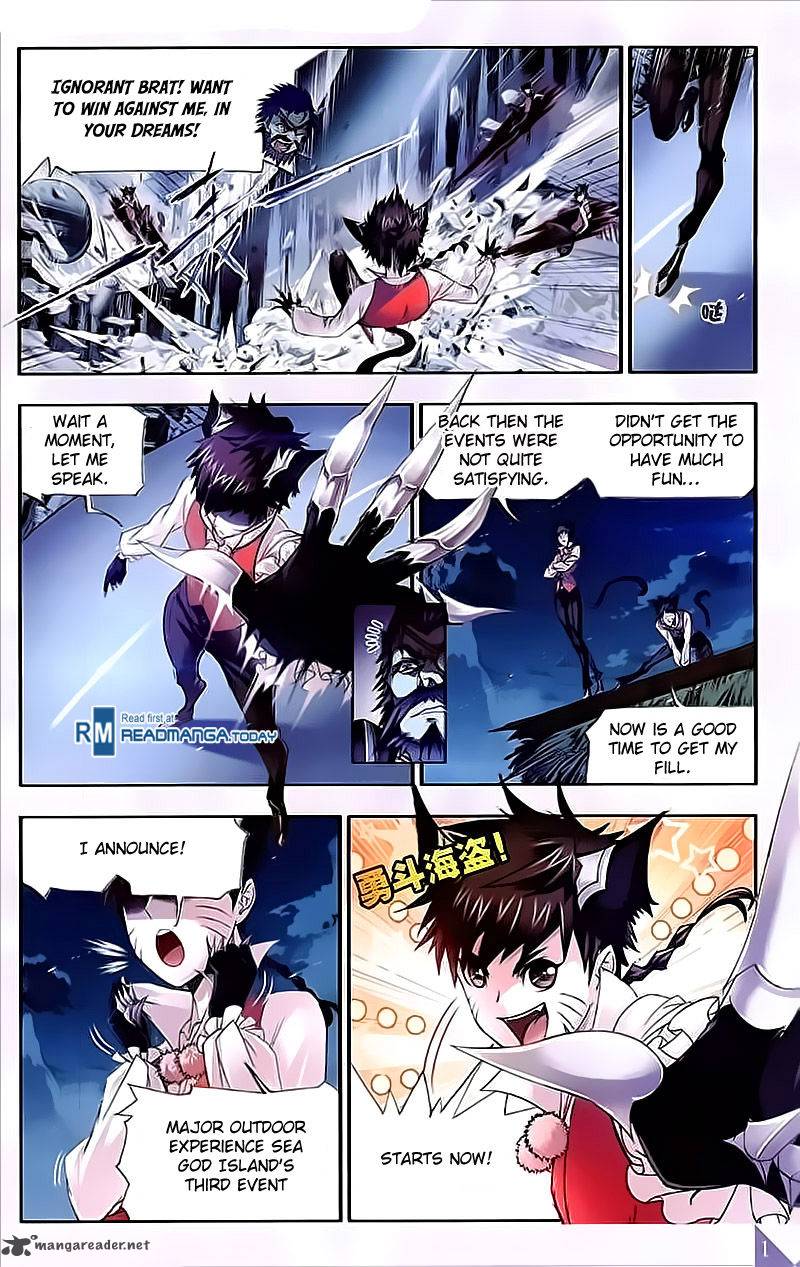 IGNORANT BRAT! WANT
TO WIN AGAINST ME, IN
YOUR DREAMS!
WAIT A
MOMENT,
LET ME
SPEAK.
BACK THEN THE
EVENTS WERE
NOT QUITE
SATISFYING.
DIDN'T GET THE
OPPORTUNITY TO
HAVE MUCH
FUN...
NOW IS A GOOD
TIME TO GET MY
FILL.
RM Read first at
READMANGA.TODAY
I ANNOUNCE!
MAJOR OUTDOOR
EXPERIENCE SEA
GOD ISLAND'S
THIRD EVENT
勇斗海盗!
STARTS NOW!
mangareader.net
1